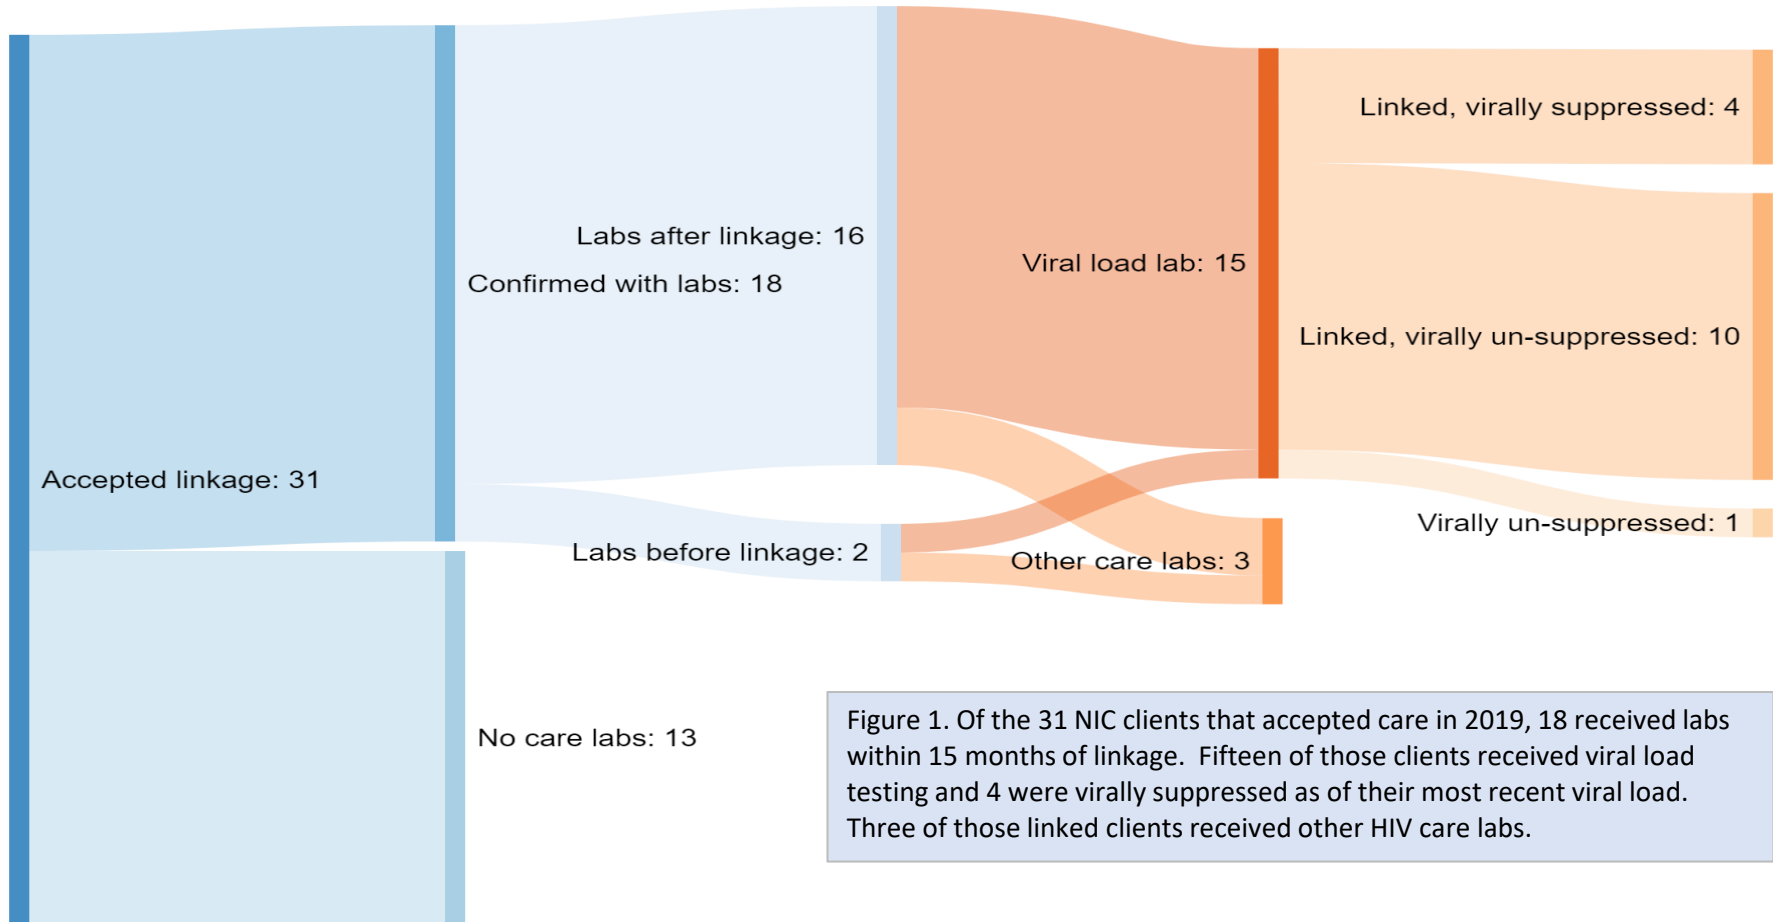 Accepted linkage: 31
Confirmed with labs: 18
No care labs: 13
Labs after linkage: 16
Labs before linkage: 2
Viral load lab: 15
Other care labs: 3
Linked, virally suppressed: 4
Linked, virally un-suppressed: 10
Virally un-suppressed: 1
Figure 1. Of the 31 NIC clients that accepted care in 2019, 18 received labs
within 15 months of linkage.  Fifteen of those clients received viral load
testing and 4 were virally suppressed as of their most recent viral load.
Three of those linked clients received other HIV care labs.